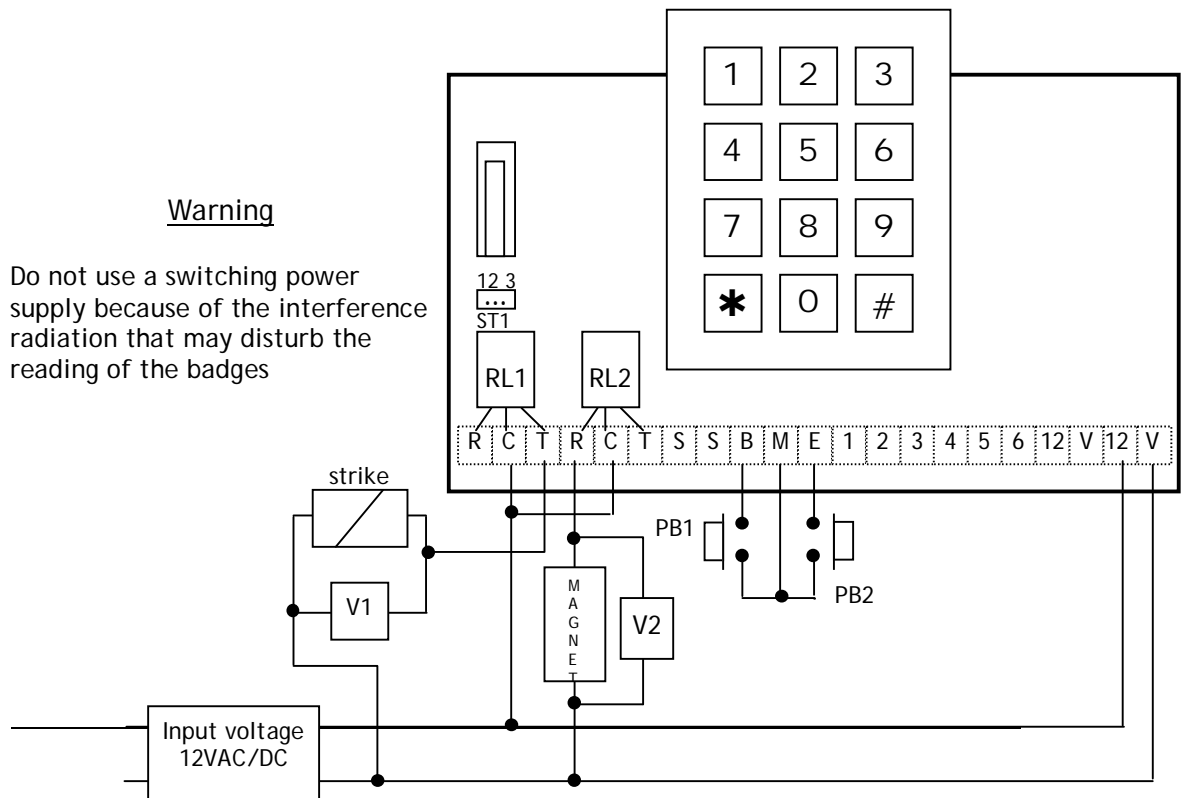 1 2 3
4 5 6
7 8 9
* 0 #
Warning
Do not use a switching power
supply because of the interference
radiation that may disturb the
reading of the badges
12 3
ST1
RL1 RL2
R C T R C T S S B M E 1 2 3 4 5 6 12 V 12 V
strike
PB1
PB2
V1
MAGNET
V2
Input voltage
12VAC/DC